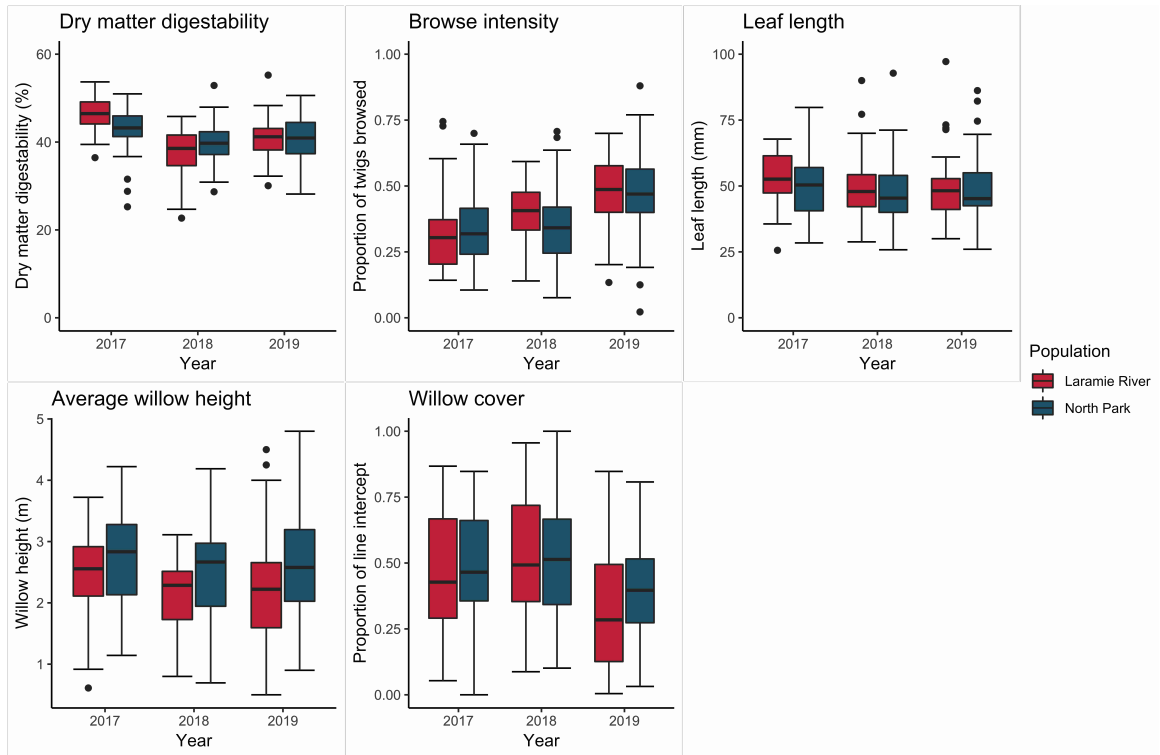 Dry matter digestability
Dry matter digestability (%)
60
40
20
0
2017
2018
2019
Year
Browse intensity
Proportion of twigs browsed
1.00
0.75
0.50
0.25
0.00
2017
2018
2019
Year
Leaf length
Leaf length (mm)
100
75
50
25
0
2017
2018
2019
Year
Population
Laramie River
North Park
Average willow height
Willow height (m)
5
4
3
2
1
2017
2018
2019
Year
Willow cover
Proportion of line intercept
1.00
0.75
0.50
0.25
0.00
2017
2018
2019
Year